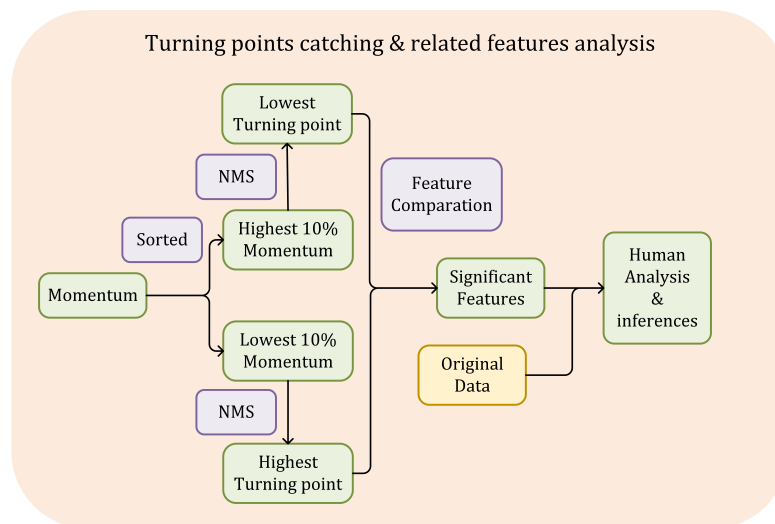 Turning points catching & related features analysis
Lowest
Turning point
NMS
Feature
Comparation
Sorted
Highest 10%
Momentum
Momentum
Significant
Features
Human
Analysis
&
inferences
Lowest 10%
Momentum
Original
Data
NMS
Highest
Turning point